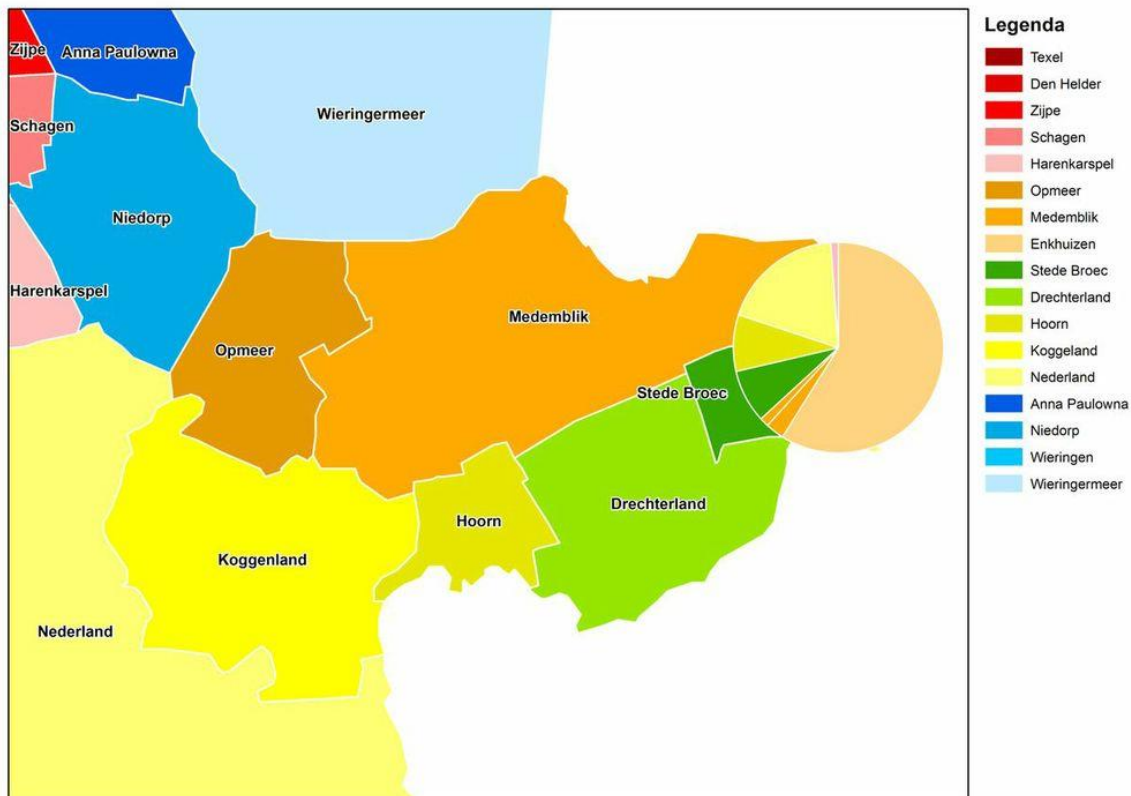 Zijpe
Anna Paulowna
Wieringermeer
Schagen
Niedorp
Harenkarspel
Medemblik
Opmeer
Stede Broec
Drechterland
Hoorn
Koggenland
Nederland
Legenda
Texel
Den Helder
Zijpe
Schagen
Harenkarspel
Opmeer
Medemblik
Enkhuizen
Stede Broec
Drechterland
Hoorn
Koggeland
Nederland
Anna Paulowna
Niedorp
Wieringen
Wieringermeer